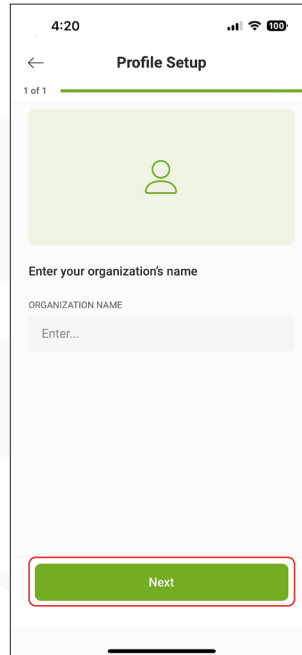 4:20
100
Profile Setup
1 of 1
Enter your organization's name
ORGANIZATION NAME
Enter...
Next